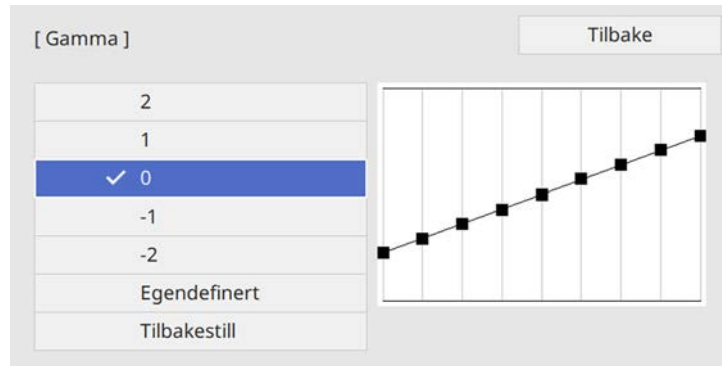 [ Gamma ]
Tilbake
2
1
0
-1
-2
Egendefinert
Tilbakestill